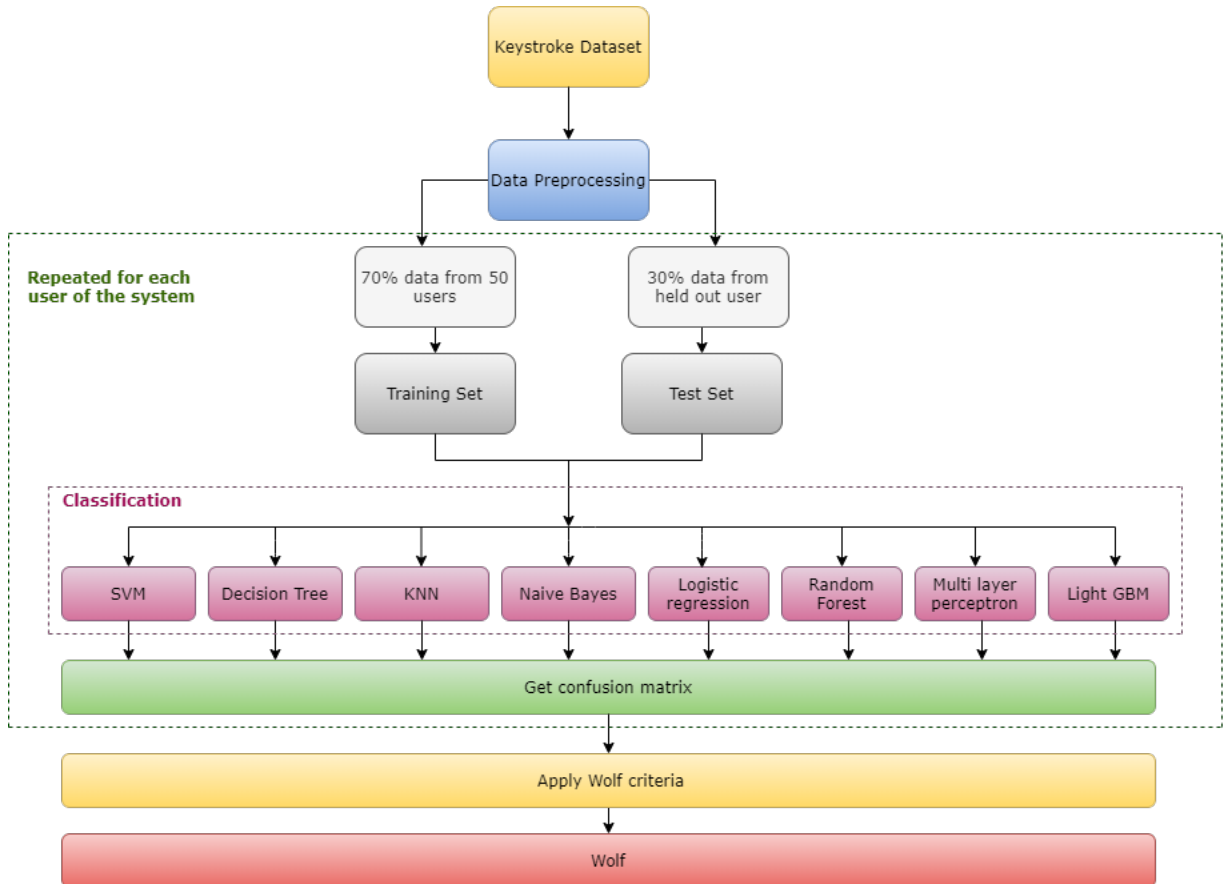 Keystroke Dataset
Data Preprocessing
Repeated for each
user of the system
70% data from 50
users
30% data from
held out user
Training Set
Test Set
Classification
SVM
Decision Tree
KNN
Naive Bayes
Logistic
regression
Random
Forest
Multi layer
perceptron
Light GBM
Get confusion matrix
Apply Wolf criteria
Wolf